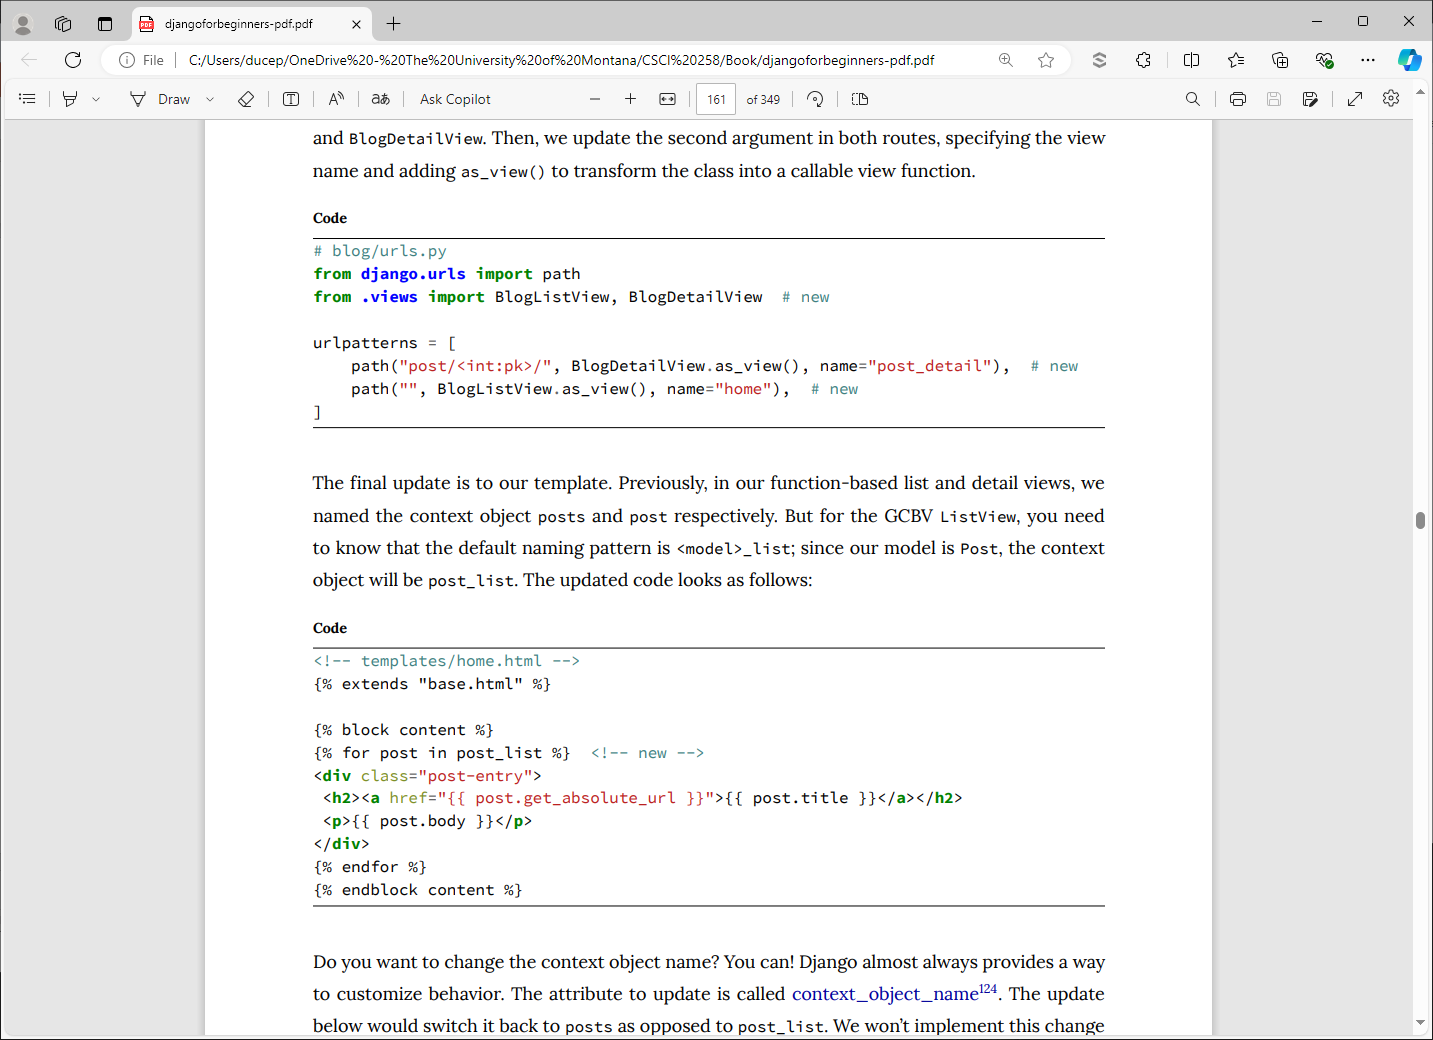 djangoforbeginners-pdf.pdf
File
C:/Users/ducep/OneDrive%20-%20The%20University%20of%20Montana/CSCI%20258/Book/djangoforbeginners-pdf.pdf
Draw
Ask Copilot
161 of 349
and BlogDetailView. Then, we update the second argument in both routes, specifying the view
name and adding as_view() to transform the class into a callable view function.
Code
# blog/urls.py
from django.urls import path
from .views import BlogListView, BlogDetailView  # new
urlpatterns = [
    path("post/<int:pk>/", BlogDetailView.as_view(), name="post_detail"),  # new
    path("", BlogListView.as_view(), name="home"),  # new
]
The final update is to our template. Previously, in our function-based list and detail views, we
named the context object posts and post respectively. But for the GCBV ListView, you need
to know that the default naming pattern is <model>_list; since our model is Post, the context
object will be post_list. The updated code looks as follows:
Code
<!-- templates/home.html -->
{% extends "base.html" %}
{% block content %}
{% for post in post_list %}  <!-- new -->
<div class="post-entry">
 <h2><a href="{{ post.get_absolute_url }}">{{ post.title }}</a></h2>
 <p>{{ post.body }}</p>
</div>
{% endfor %}
{% endblock content %}
Do you want to change the context object name? You can! Django almost always provides a way
to customize behavior. The attribute to update is called context_object_name124. The update
below would switch it back to posts as opposed to post_list. We won't implement this change